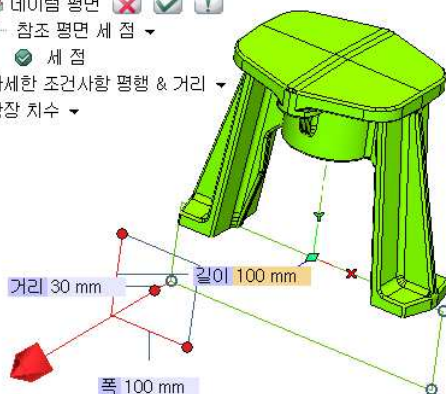 데이텀 평면
참조 평면 세 점
세 점
세한 조건사항 평행 & 거리
장 치수
Y
X
길이 100 mm
거리 30 mm
폭 100 mm